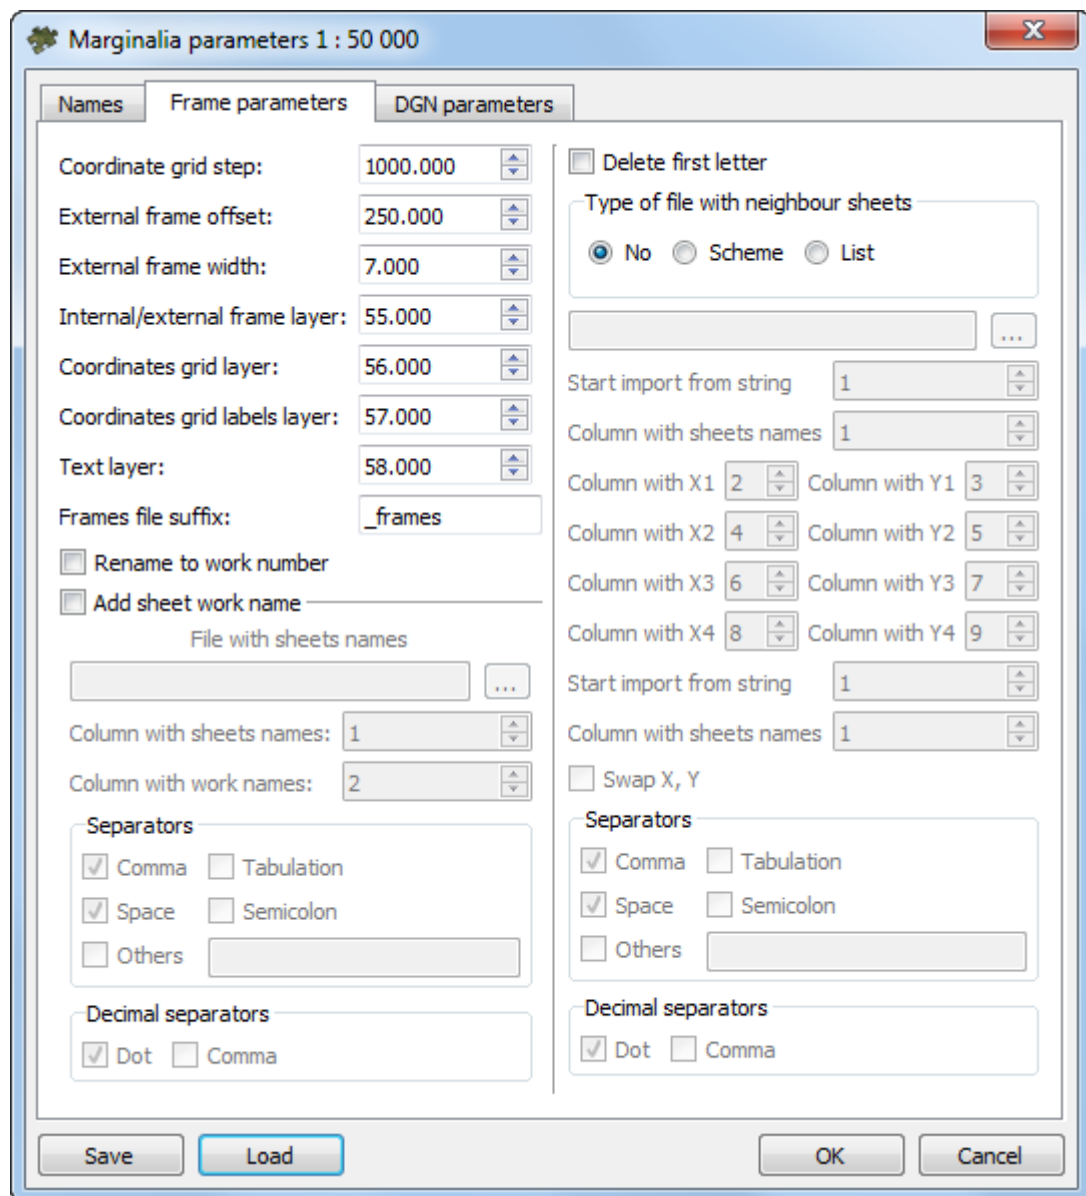 Marginalia parameters 1 : 50 000
Names Frame parameters DGN parameters
Coordinate grid step: 1000.000
External frame offset: 250.000
External frame width: 7.000
Internal/external frame layer: 55.000
Coordinates grid layer: 56.000
Coordinates grid labels layer: 57.000
Text layer: 58.000
Frames file suffix: _frames
Rename to work number
Add sheet work name
File with sheets names
...
Column with sheets names: 1
Column with work names: 2
Separators
Comma Tabulation
Space Semicolon
Others
Decimal separators
Dot Comma
Delete first letter
Type of file with neighbour sheets
No Scheme List
...
Start import from string 1
Column with sheets names 1
Column with X1 2 Column with Y1 3
Column with X2 4 Column with Y2 5
Column with X3 6 Column with Y3 7
Column with X4 8 Column with Y4 9
Start import from string 1
Column with sheets names 1
Swap X, Y
Separators
Comma Tabulation
Space Semicolon
Others
Decimal separators
Dot Comma
Save Load OK Cancel